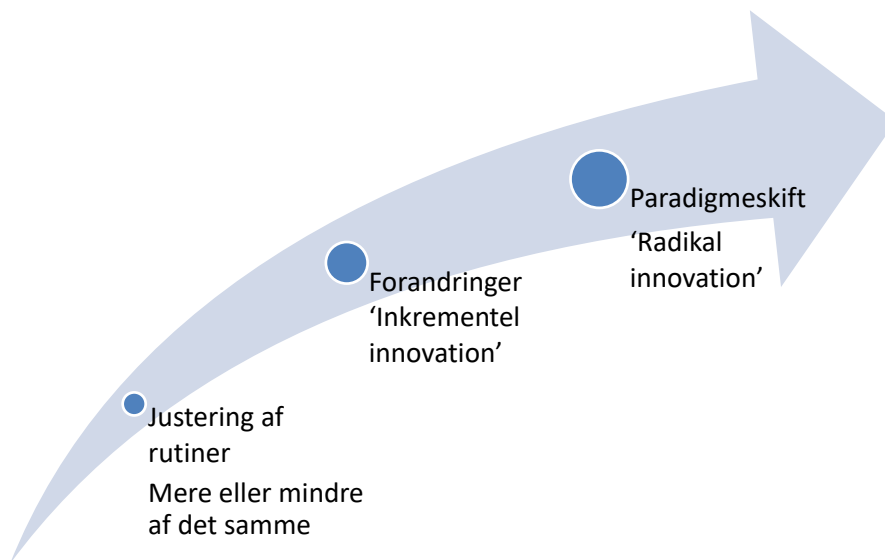 Paradigmeskift
‘Radikal
innovation’
Forandringer
‘Inkrementel
innovation’
Justering af
rutiner
Mere eller mindre
af det samme